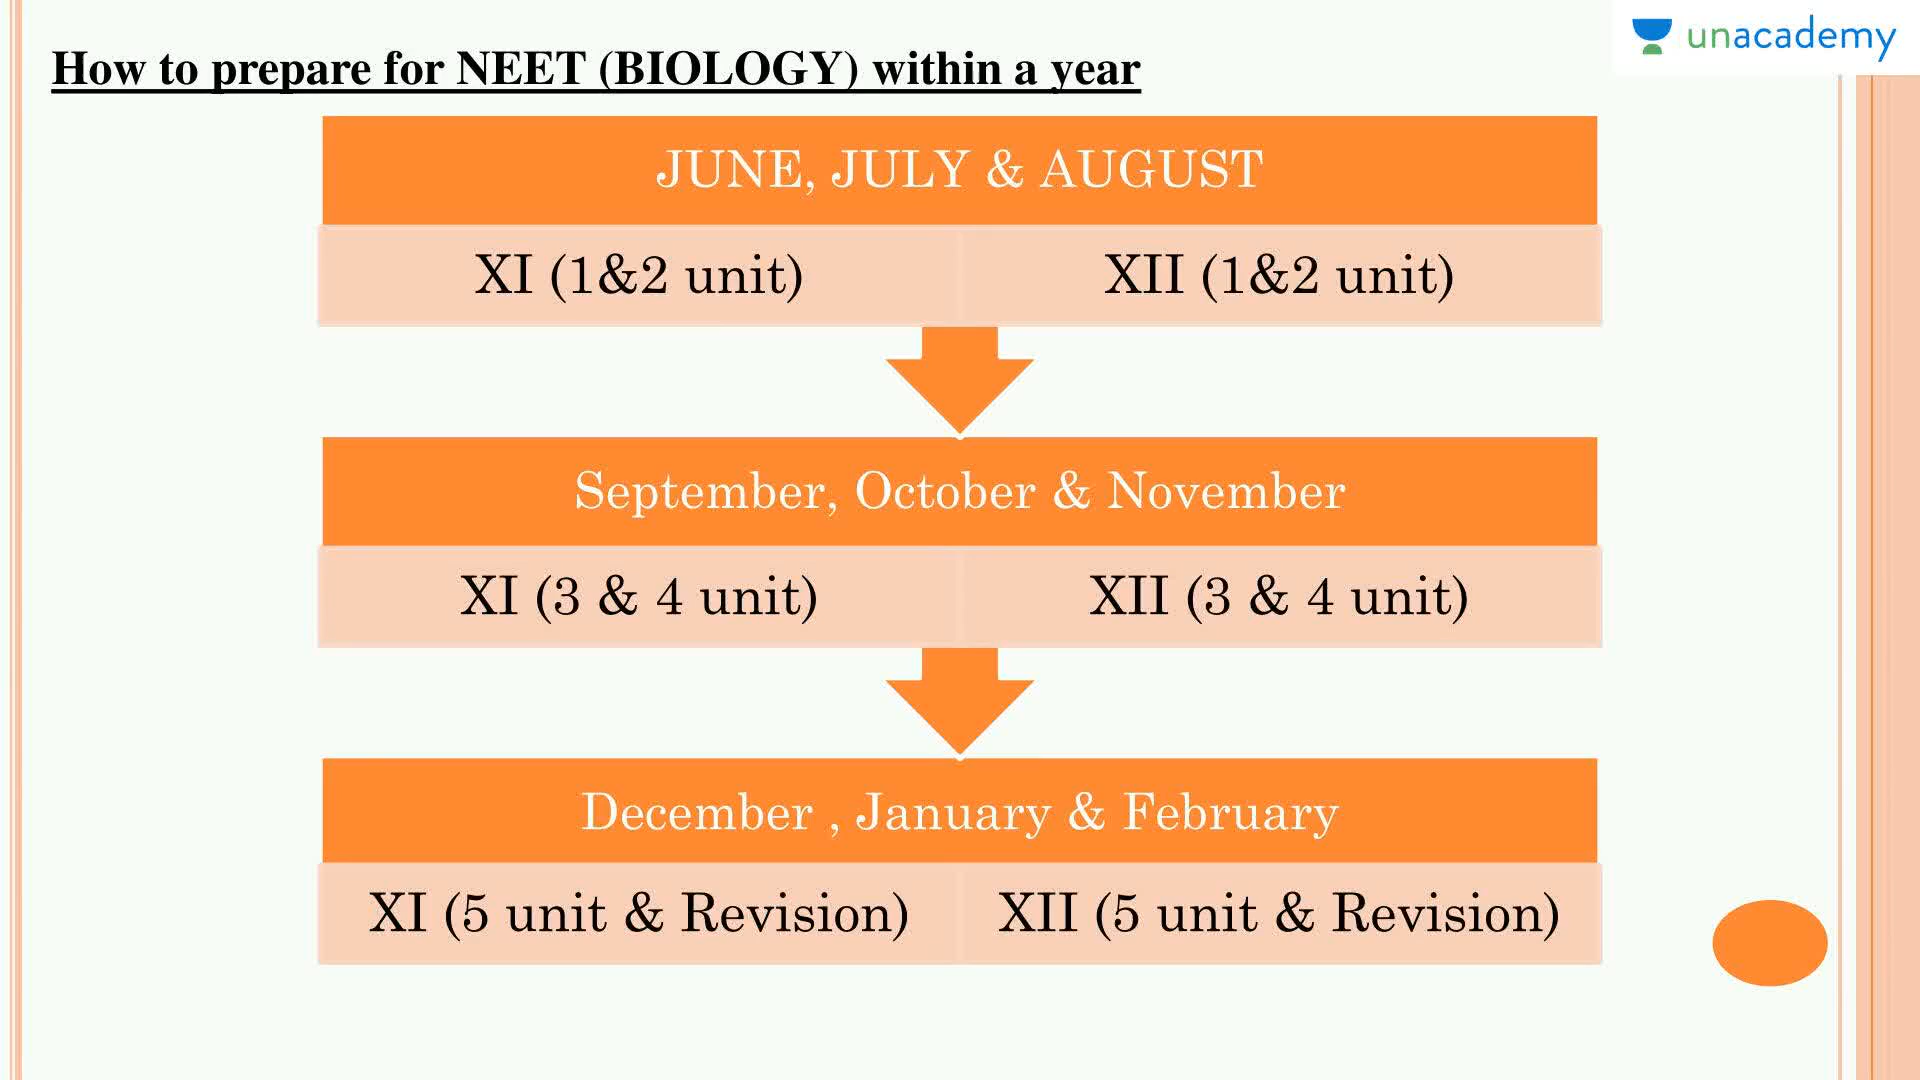 unacademy
How to prepare for NEET (BIOLOGY) within a year
JUNE, JULY & AUGUST
XI (1&2 unit) XII (1&2 unit)
September, October & November
XI (3 & 4 unit) XII (3 & 4 unit)
December , January & February
XI (5 unit & Revision) XII (5 unit & Revision)